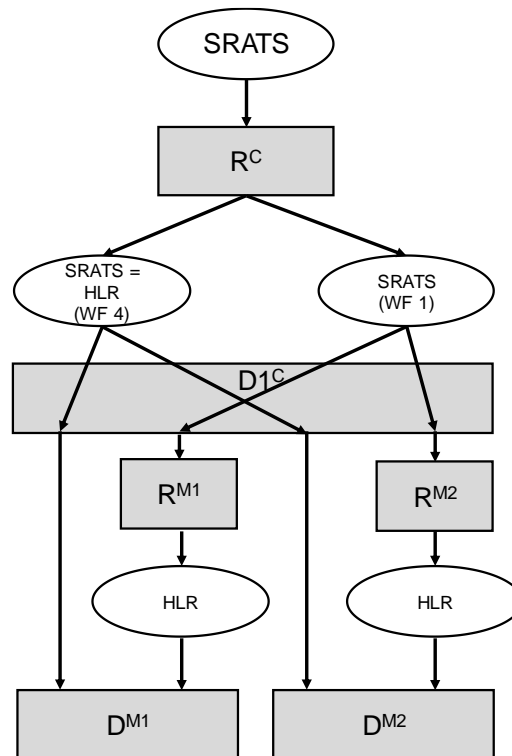 SRATS
R^C
SRATS =
HLR
(WF 4)
SRATS
(WF 1)
D1^C
R^M1
R^M2
HLR
HLR
D^M1
D^M2